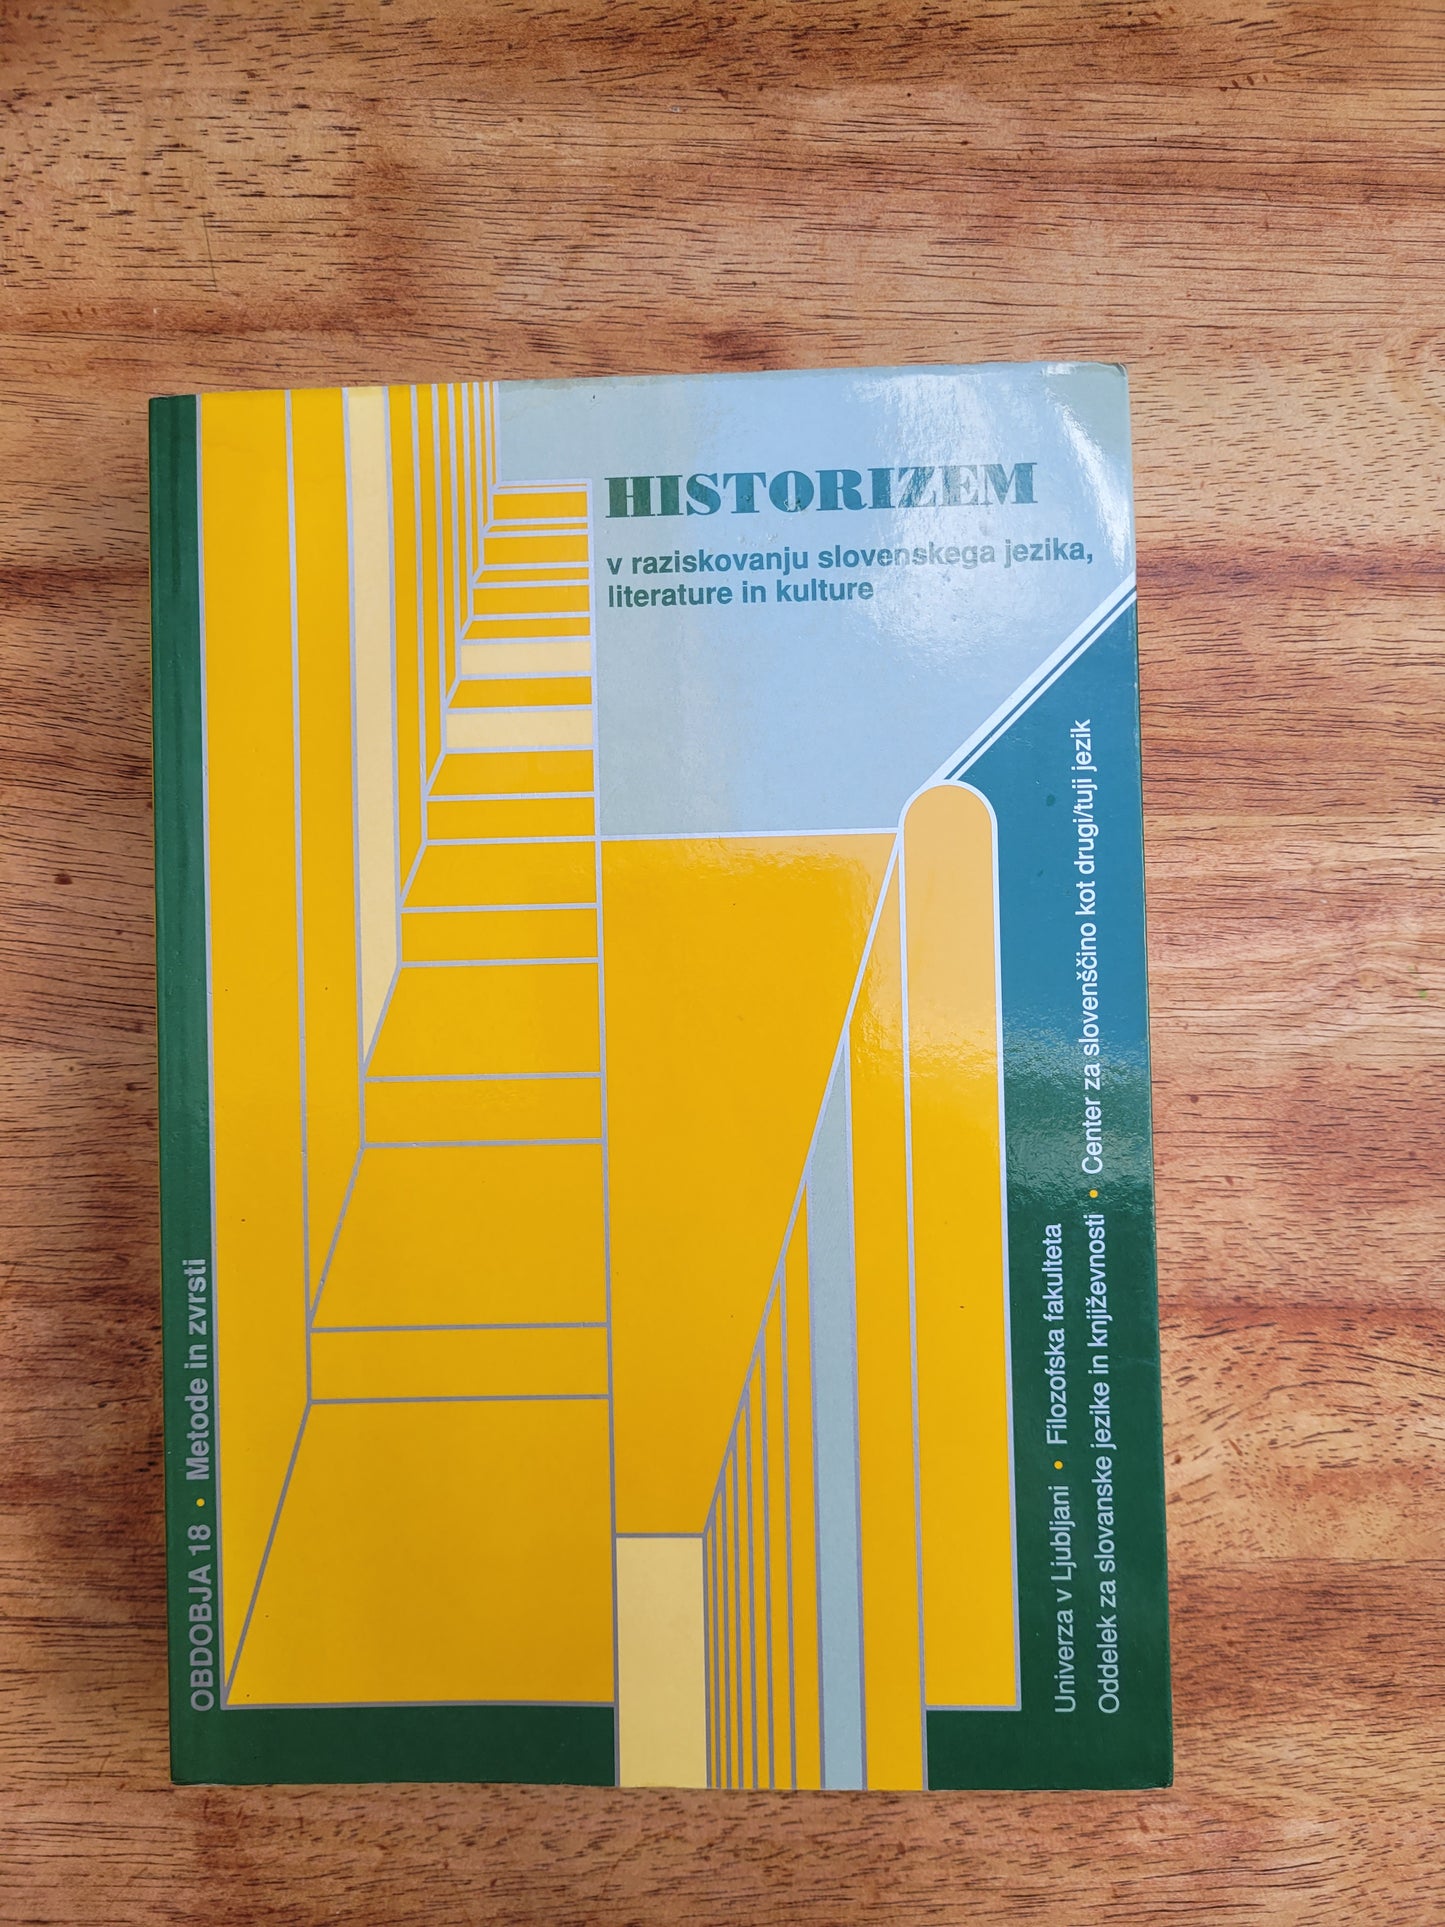 HISTORIZEM
v raziskovanju slovenskega jezika,
literature in kulture
OBDOBJA 18 • Metode in zvrsti
Univerza v Ljubljani • Filozofska fakulteta
Oddelek za slovanske jezike in književnosti • Center za slovenščino kot drugi/tuji jezik